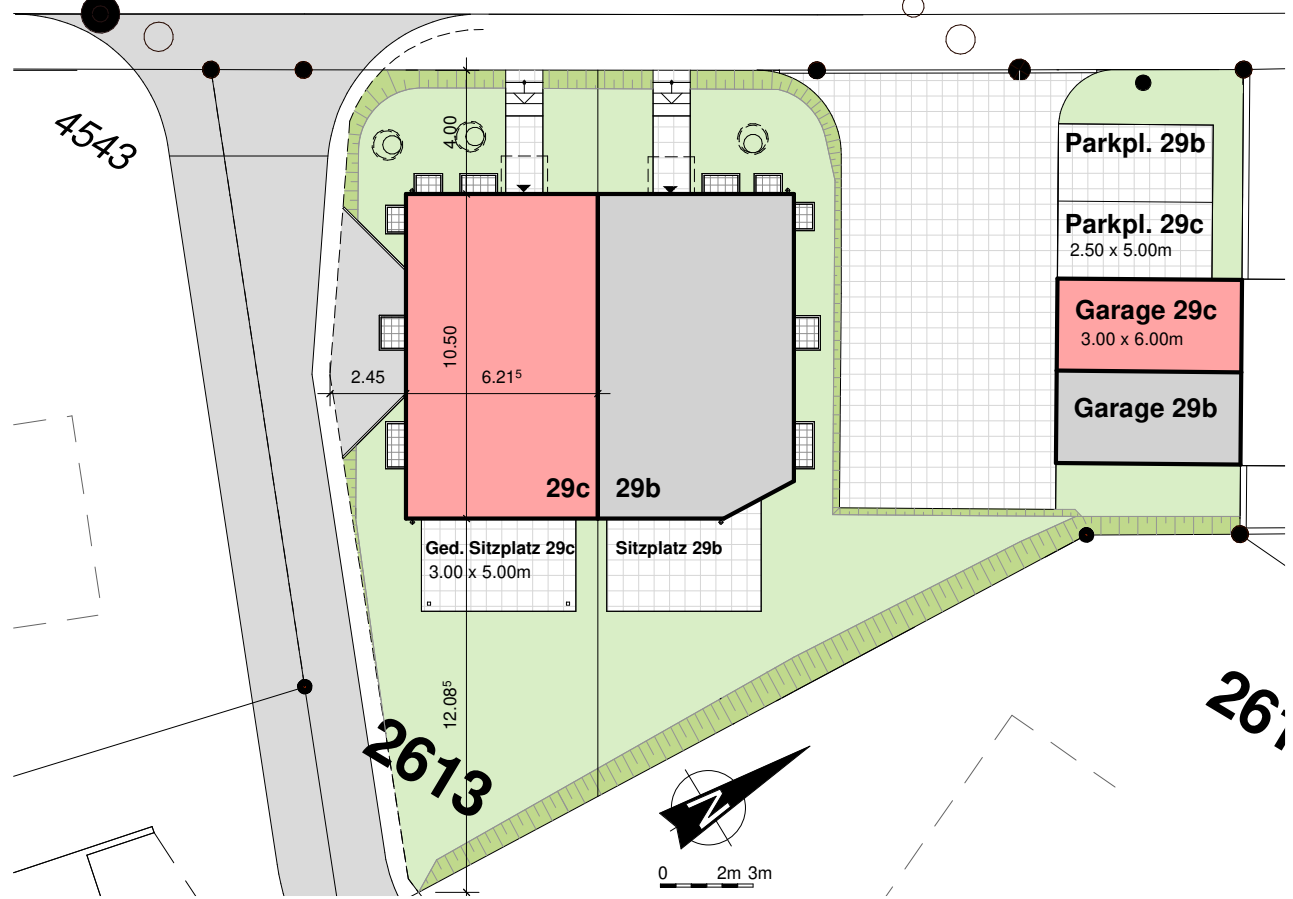 4543
4.00
Parkpl. 29b
Parkpl. 29c
2.50 x 5.00m
Garage 29c
3.00 x 6.00m
10.50
2.45
6.21⁵
Garage 29b
29c
29b
Ged. Sitzplatz 29c
3.00 x 5.00m
Sitzplatz 29b
12.08⁵
2613
261
N
0 2m 3m